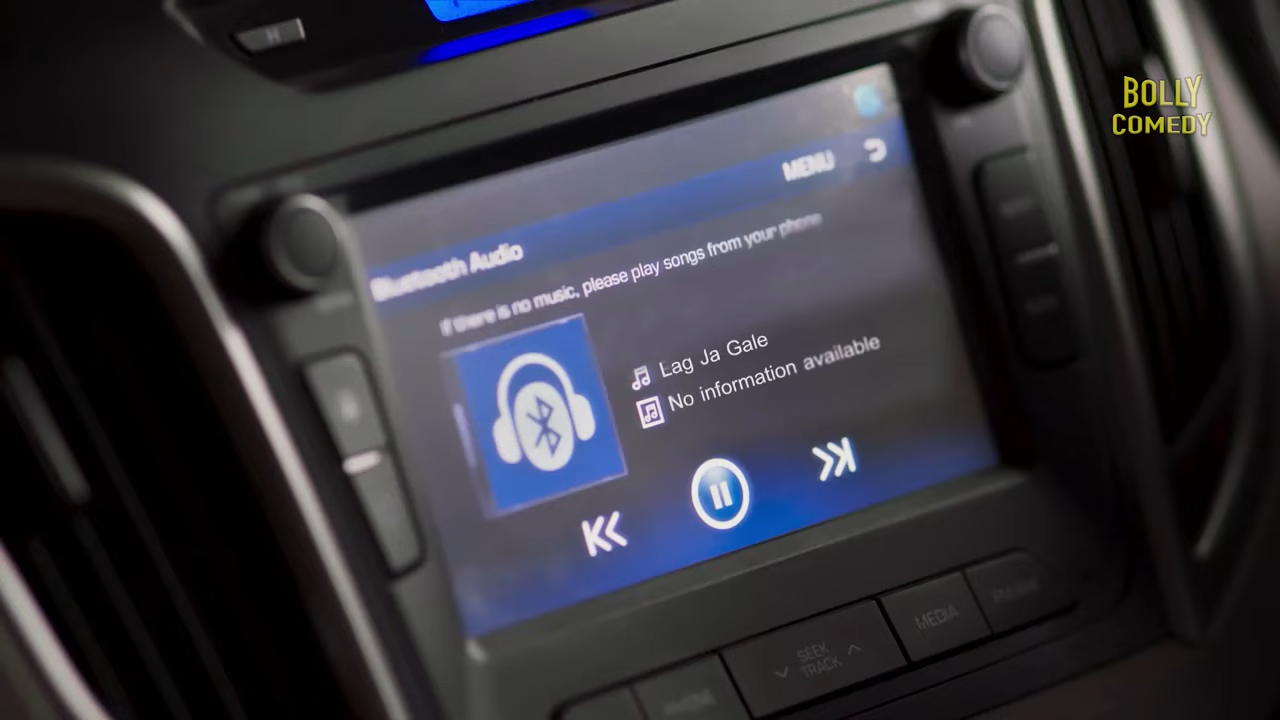 H
BOLLY
COMEDY
MENU
Bluetooth Audio
If there is no music, please play songs from your phone
Lag Ja Gale
No information available
SEEK
TRACK
MEDIA